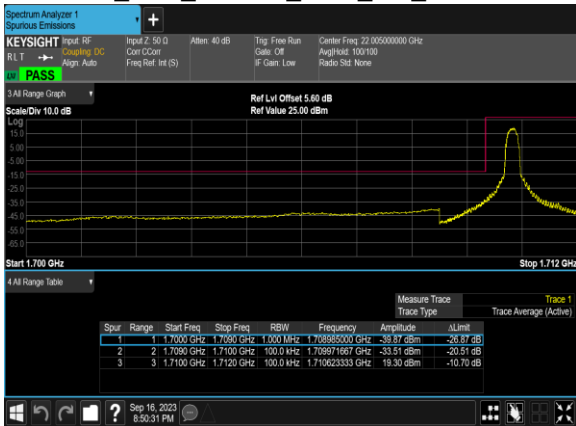 Spectrum Analyzer 1
Spurious Emissions
+
KEYSIGHT Input: RF Input Z: 50 Ω Atten: 40 dB Trig: Free Run Center Freq: 22.005000000 GHz
RLT Coupling: DC Corr CCorr Gate: Off Avg|Hold: 100/100
Align: Auto Freq Ref: Int (S) IF Gain: Low Radio Std: None
PASS
3 All Range Graph
Ref Lvl Offset 5.60 dB
Scale/Div 10.0 dB Ref Value 25.00 dBm
Log
15.0
5.00
-5.00
-15.0
-25.0
-35.0
-45.0
-55.0
-65.0
Start 1.700 GHz Stop 1.712 GHz
4 All Range Table
Measure Trace Trace 1
Trace Type Trace Average (Active)
Spur Range Start Freq Stop Freq RBW Frequency Amplitude ΔLimit
1 1 1.7000 GHz 1.7090 GHz 1.000 MHz 1.708985000 GHz -39.87 dBm -26.87 dB
2 2 1.7090 GHz 1.7100 GHz 100.0 kHz 1.709971667 GHz -33.51 dBm -20.51 dB
3 3 1.7100 GHz 1.7120 GHz 100.0 kHz 1.710623333 GHz 19.30 dBm -10.70 dB
? Sep 16, 2023
8:50:31 PM